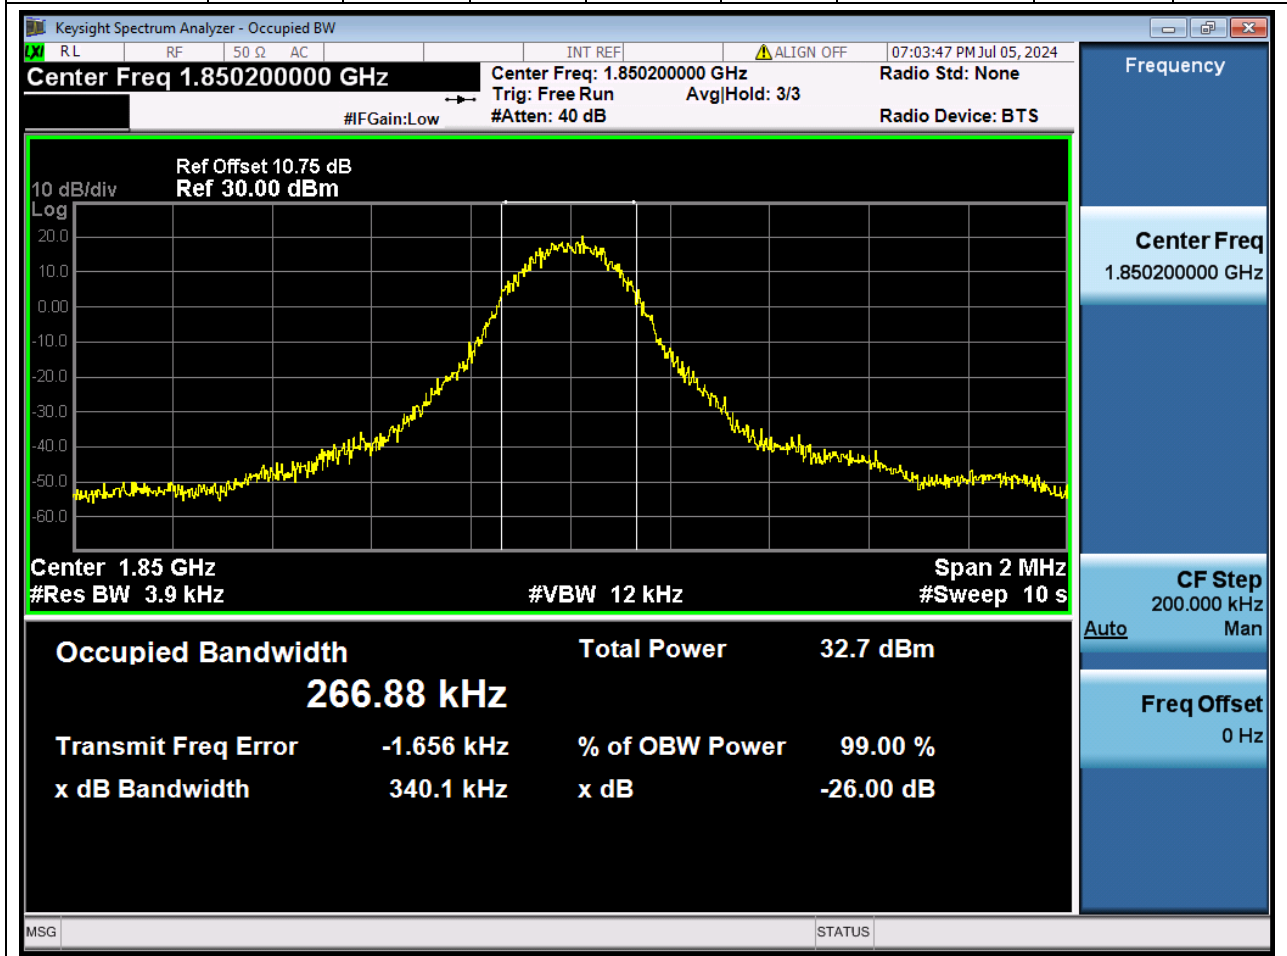 Keysight Spectrum Analyzer - Occupied BW
LXI RL RF 50 Ω AC INT REF ALIGN OFF 07:03:47 PM Jul 05, 2024
Center Freq 1.850200000 GHz
Center Freq: 1.850200000 GHz Radio Std: None
Trig: Free Run Avg|Hold: 3/3
#IFGain:Low #Atten: 40 dB Radio Device: BTS
Ref Offset 10.75 dB
10 dB/div Ref 30.00 dBm
Log
20.0
10.0
0.00
-10.0
-20.0
-30.0
-40.0
-50.0
-60.0
Center 1.85 GHz Span 2 MHz
#Res BW 3.9 kHz #VBW 12 kHz #Sweep 10 s
Occupied Bandwidth Total Power 32.7 dBm
266.88 kHz
Transmit Freq Error -1.656 kHz % of OBW Power 99.00 %
x dB Bandwidth 340.1 kHz x dB -26.00 dB
MSG STATUS
Frequency
Center Freq
1.850200000 GHz
CF Step
200.000 kHz
Auto Man
Freq Offset
0 Hz